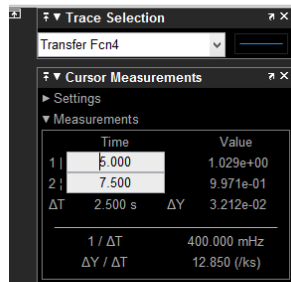 Trace Selection
Transfer Fcn4
Cursor Measurements
Settings
Measurements
Time Value
1 | 5.000 1.029e+00
2 ¦ 7.500 9.971e-01
ΔT 2.500 s ΔY 3.212e-02
1 / ΔT 400.000 mHz
ΔY / ΔT 12.850 (/ks)